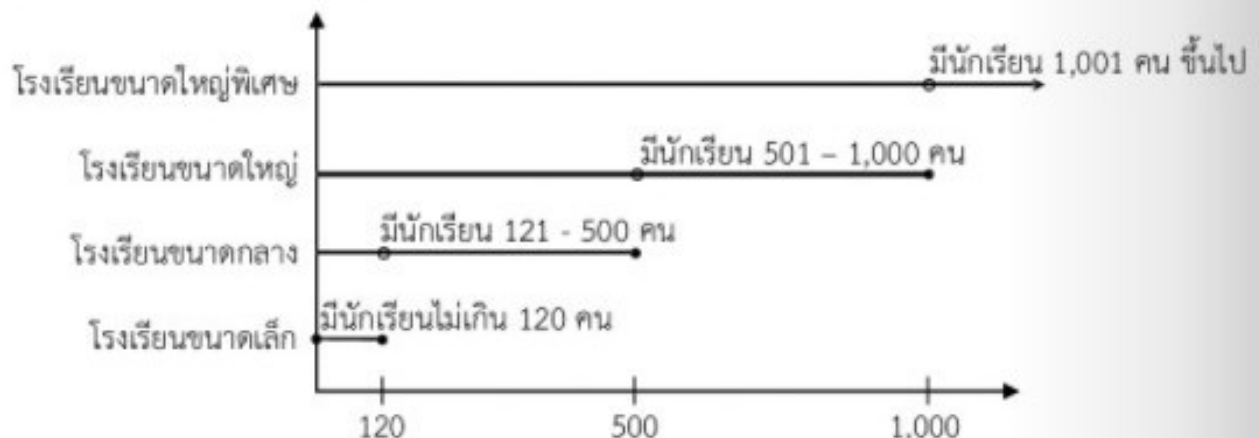 มีนักเรียน 1,001 คน ขึ้นไป
โรงเรียนขนาดใหญ่พิเศษ
มีนักเรียน 501 – 1,000 คน
โรงเรียนขนาดใหญ่
มีนักเรียน 121 - 500 คน
โรงเรียนขนาดกลาง
มีนักเรียนไม่เกิน 120 คน
โรงเรียนขนาดเล็ก
120 500 1,000